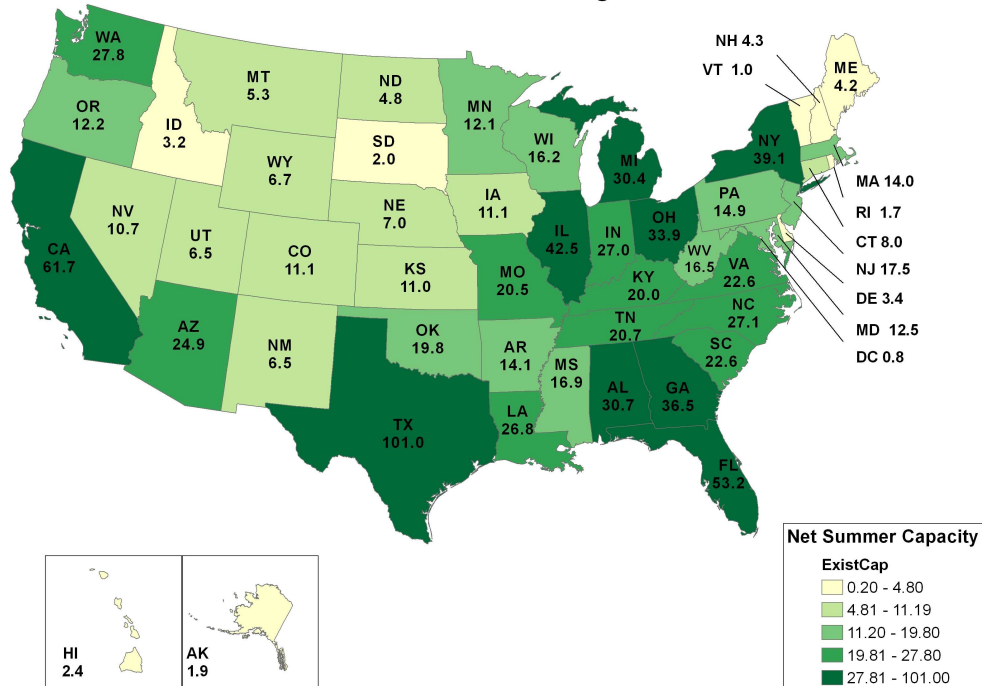 WA
27.8
MT
5.3
ND
4.8
MN
12.1
OR
12.2
ID
3.2
SD
2.0
WI
16.2
WY
6.7
MI
30.4
NH 4.3
VT 1.0
ME
4.2
NY
39.1
MA 14.0
RI 1.7
CT 8.0
NJ 17.5
DE 3.4
MD 12.5
DC 0.8
PA
14.9
IA
11.1
NE
7.0
NV
10.7
UT
6.5
CO
11.1
CA
61.7
KS
11.0
MO
20.5
IL
42.5
IN
27.0
OH
33.9
WV
16.5
VA
22.6
KY
20.0
NC
27.1
TN
20.7
SC
22.6
AZ
24.9
NM
6.5
OK
19.8
AR
14.1
MS
16.9
AL
30.7
GA
36.5
LA
26.8
TX
101.0
FL
53.2
HI
2.4
AK
1.9
Net Summer Capacity
ExistCap
0.20 - 4.80
4.81 - 11.19
11.20 - 19.80
19.81 - 27.80
27.81 - 101.00